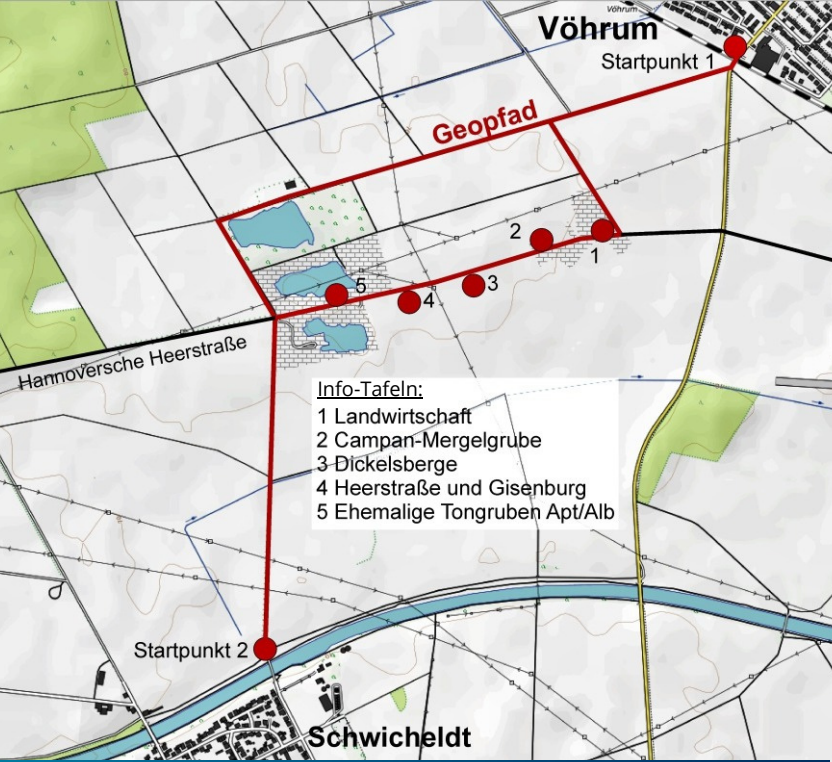 Vöhrum
Vöhrum
Startpunkt 1
Geopfad
2
1
5
4
3
Hannoversche Heerstraße
Info-Tafeln:
1 Landwirtschaft
2 Campan-Mergelgrube
3 Dickelsberge
4 Heerstraße und Gisenburg
5 Ehemalige Tongruben Apt/Alb
Startpunkt 2
Schwicheldt